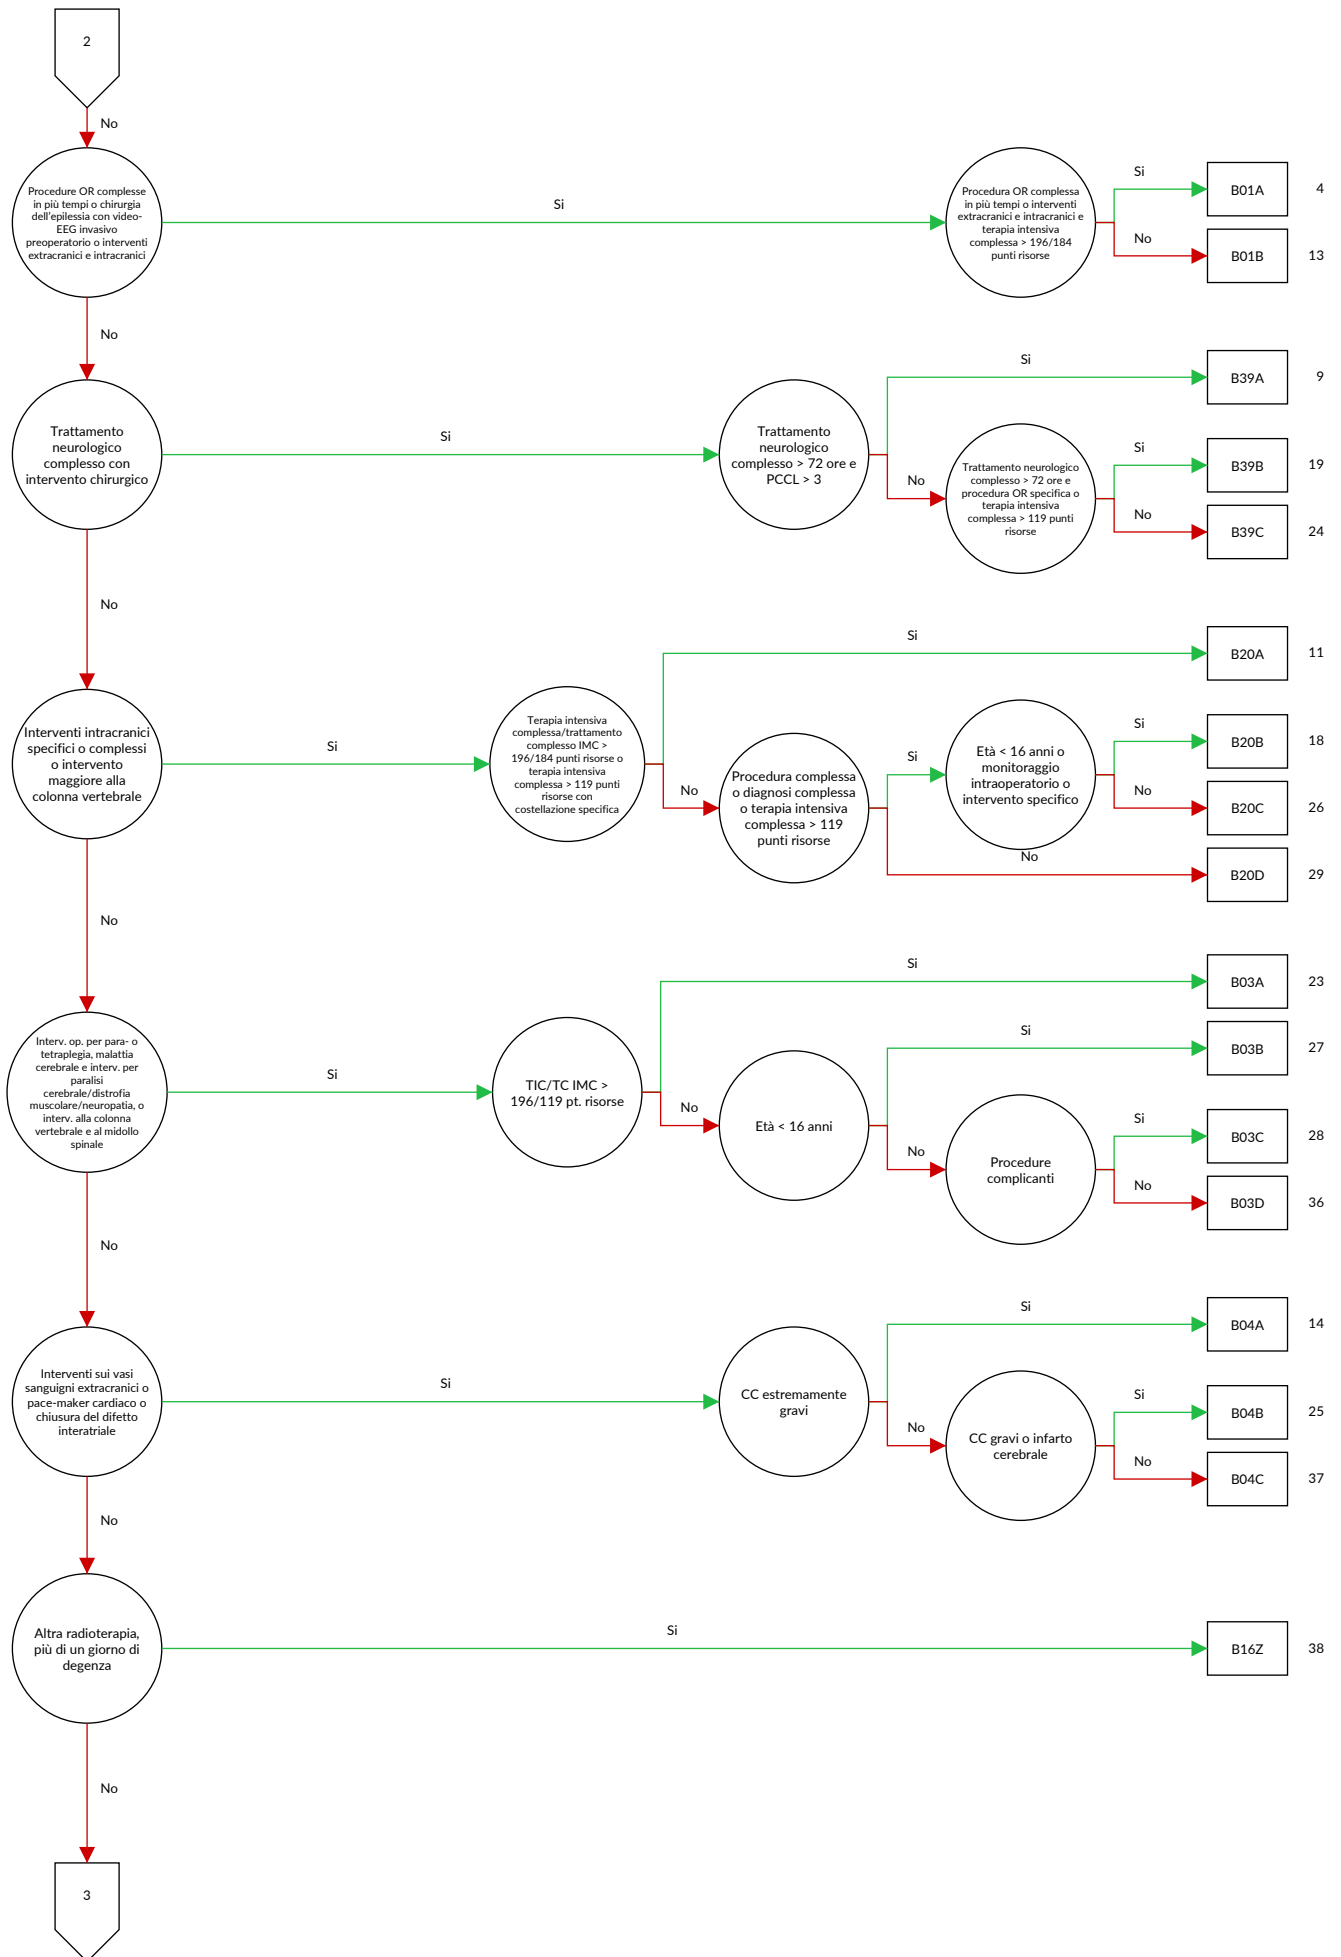 2
No
Procedure OR complesse
in più tempi o chirurgia
dell'epilessia con video-
EEG invasivo
preoperatorio o interventi
extracranici e intracranici
Si
Procedura OR complessa
in più tempi o interventi
extracranici e intracranici e
terapia intensiva
complessa > 196/184
punti risorse
Si
B01A 4
No
B01B 13
No
Trattamento
neurologico
complesso con
intervento chirurgico
Si
Trattamento
neurologico
complesso > 72 ore e
PCCL > 3
Si
B39A 9
No
Trattamento neurologico
complesso > 72 ore e
procedura OR specifica o
terapia intensiva
complessa > 119 punti
risorse
Si
B39B 19
No
B39C 24
No
Interventi intracranici
specifici o complessi
o intervento
maggiore alla
colonna vertebrale
Si
Terapia intensiva
complessa/trattamento
complesso IMC >
196/184 punti risorse o
terapia intensiva
complessa > 119 punti
risorse con
costellazione specifica
Si
B20A 11
No
Procedura complessa
o diagnosi complessa
o terapia intensiva
complessa > 119
punti risorse
Si
Età < 16 anni o
monitoraggio
intraoperatorio o
intervento specifico
Si
B20B 18
No
B20C 26
No
B20D 29
No
Interv. op. per para- o
tetraplegia, malattia
cerebrale e interv. per
paralisi
cerebrale/distrofia
muscolare/neuropatia, o
interv. alla colonna
vertebrale e al midollo
spinale
Si
TIC/TC IMC >
196/119 pt. risorse
Si
B03A 23
No
Età < 16 anni
Si
B03B 27
No
Procedure
complicanti
Si
B03C 28
No
B03D 36
No
Interventi sui vasi
sanguigni extracranici o
pace-maker cardiaco o
chiusura del difetto
interatriale
Si
CC estremamente
gravi
Si
B04A 14
No
CC gravi o infarto
cerebrale
Si
B04B 25
No
B04C 37
No
Altra radioterapia,
più di un giorno di
degenza
Si
B16Z 38
No
3